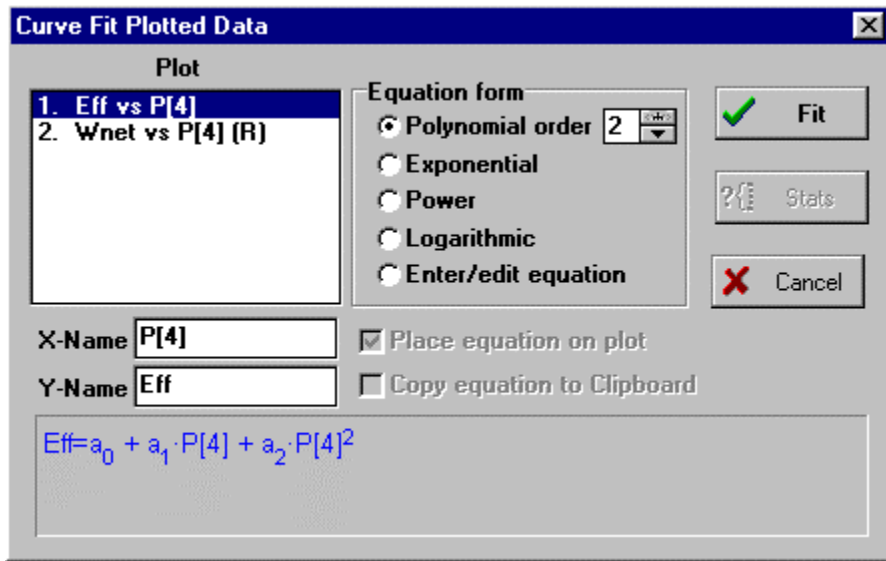 Curve Fit Plotted Data
Plot
1. Eff vs P[4]
2. Wnet vs P[4] (R)
Equation form
Polynomial order 2
Exponential
Power
Logarithmic
Enter/edit equation
Fit
?{ Stats
Cancel
X-Name P[4]
Y-Name Eff
Place equation on plot
Copy equation to Clipboard
Eff=a₀ + a₁·P[4] + a₂·P[4]²